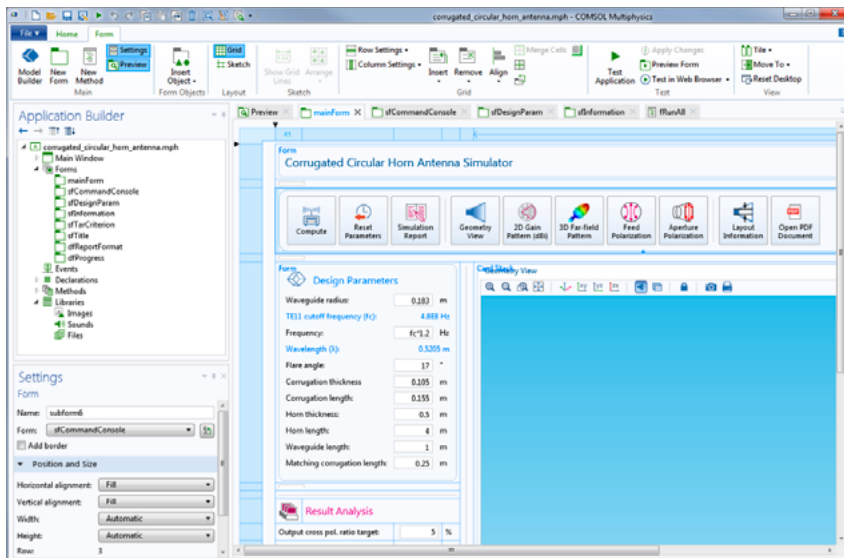 corrugated_circular_horn_antenna.mph - COMSOL Multiphysics
File Home Form
Model Builder
New Form
New Method
Settings
Preview
Main
Insert Object
Form Objects
Grid
Sketch
Layout
Show Grid Lines
Arrange
Sketch
Row Settings
Column Settings
Insert
Remove
Align
Merge Cells
Grid
Test Application
Apply Changes
Preview Form
Test in Web Browser
Test
Tile
Move To
Reset Desktop
View
Application Builder
corrugated_circular_horn_antenna.mph
Main Window
Forms
mainForm
sfCommandConsole
sfDesignParam
sfInformation
sfTarCriterion
sfTitle
dfReportFormat
dfProgress
Events
Declarations
Methods
Libraries
Images
Sounds
Files
Settings
Form
Name: subform6
Form: sfCommandConsole
Add border
Position and Size
Horizontal alignment: Fill
Vertical alignment: Fill
Width: Automatic
Height: Automatic
Row: 3
Preview mainForm sfCommandConsole sfDesignParam sfInformation fRunAll
Form
Corrugated Circular Horn Antenna Simulator
Compute
Reset Parameters
Simulation Report
Geometry View
2D Gain Pattern (dBi)
3D Far-field Pattern
Feed Polarization
Aperture Polarization
Layout Information
Open PDF Document
Form
Design Parameters
Waveguide radius: 0.183 m
TE11 cutoff frequency (fc): 4.8E8 Hz
Frequency: fc*1.2 Hz
Wavelength (λ): 0.5205 m
Flare angle: 17 °
Corrugation thickness 0.105 m
Corrugation length: 0.155 m
Horn thickness: 0.5 m
Horn length: 4 m
Waveguide length: 1 m
Matching corrugation length: 0.25 m
Result Analysis
Output cross pol. ratio target: 5 %
Geometry View